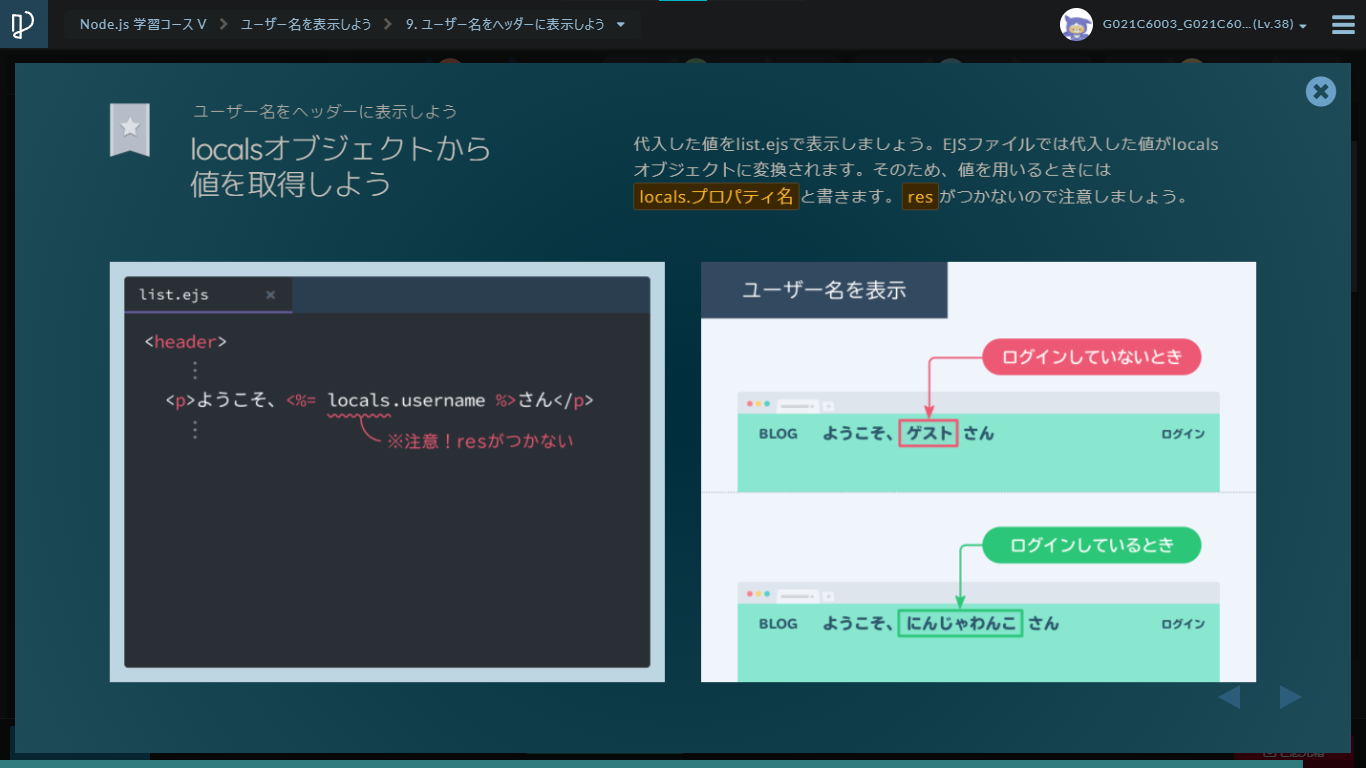 Node.js 学習コース V
ユーザー名を表示しよう
9. ユーザー名をヘッダーに表示しよう
G021C6003_G021C60...(Lv.38)
ユーザー名をヘッダーに表示しよう
localsオブジェクトから
値を取得しよう
代入した値をlist.ejsで表示しましょう。EJSファイルでは代入した値がlocals
オブジェクトに変換されます。そのため、値を用いるときには
locals.プロパティ名と書きます。resがつかないので注意しましょう。
list.ejs
<header>
<p>ようこそ、<%= locals.username %>さん</p>
※注意！resがつかない
ユーザー名を表示
ログインしていないとき
BLOG ようこそ、ゲストさん ログイン
ログインしているとき
BLOG ようこそ、にんじゃわんこさん ログイン